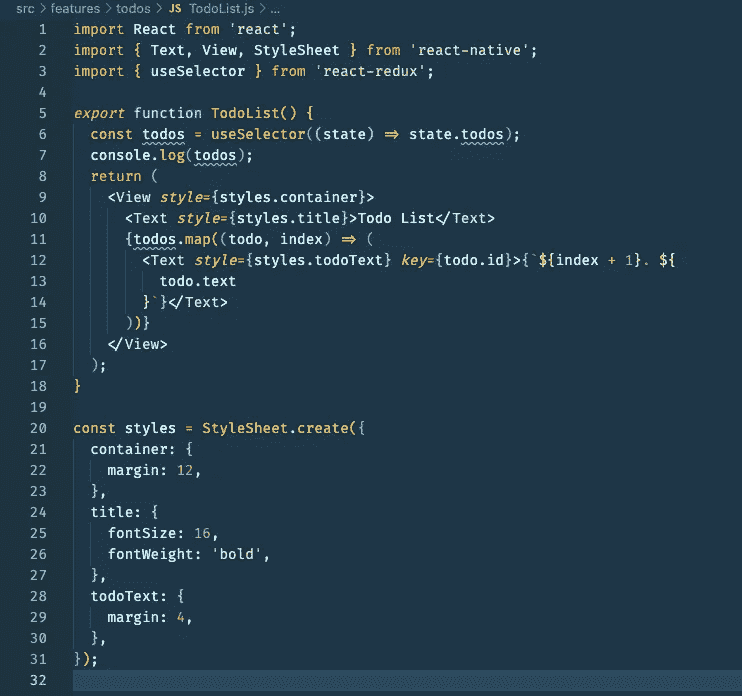 src > features > todos > JS TodoList.js > ...
1 import React from 'react';
2 import { Text, View, StyleSheet } from 'react-native';
3 import { useSelector } from 'react-redux';
4
5 export function TodoList() {
6   const todos = useSelector((state) => state.todos);
7   console.log(todos);
8   return (
9     <View style={styles.container}>
10       <Text style={styles.title}>Todo List</Text>
11       {todos.map((todo, index) => (
12         <Text style={styles.todoText} key={todo.id}>{`${index + 1}. ${
13           todo.text
14         }`}</Text>
15       ))}
16     </View>
17   );
18 }
19
20 const styles = StyleSheet.create({
21   container: {
22     margin: 12,
23   },
24   title: {
25     fontSize: 16,
26     fontWeight: 'bold',
27   },
28   todoText: {
29     margin: 4,
30   },
31 });
32